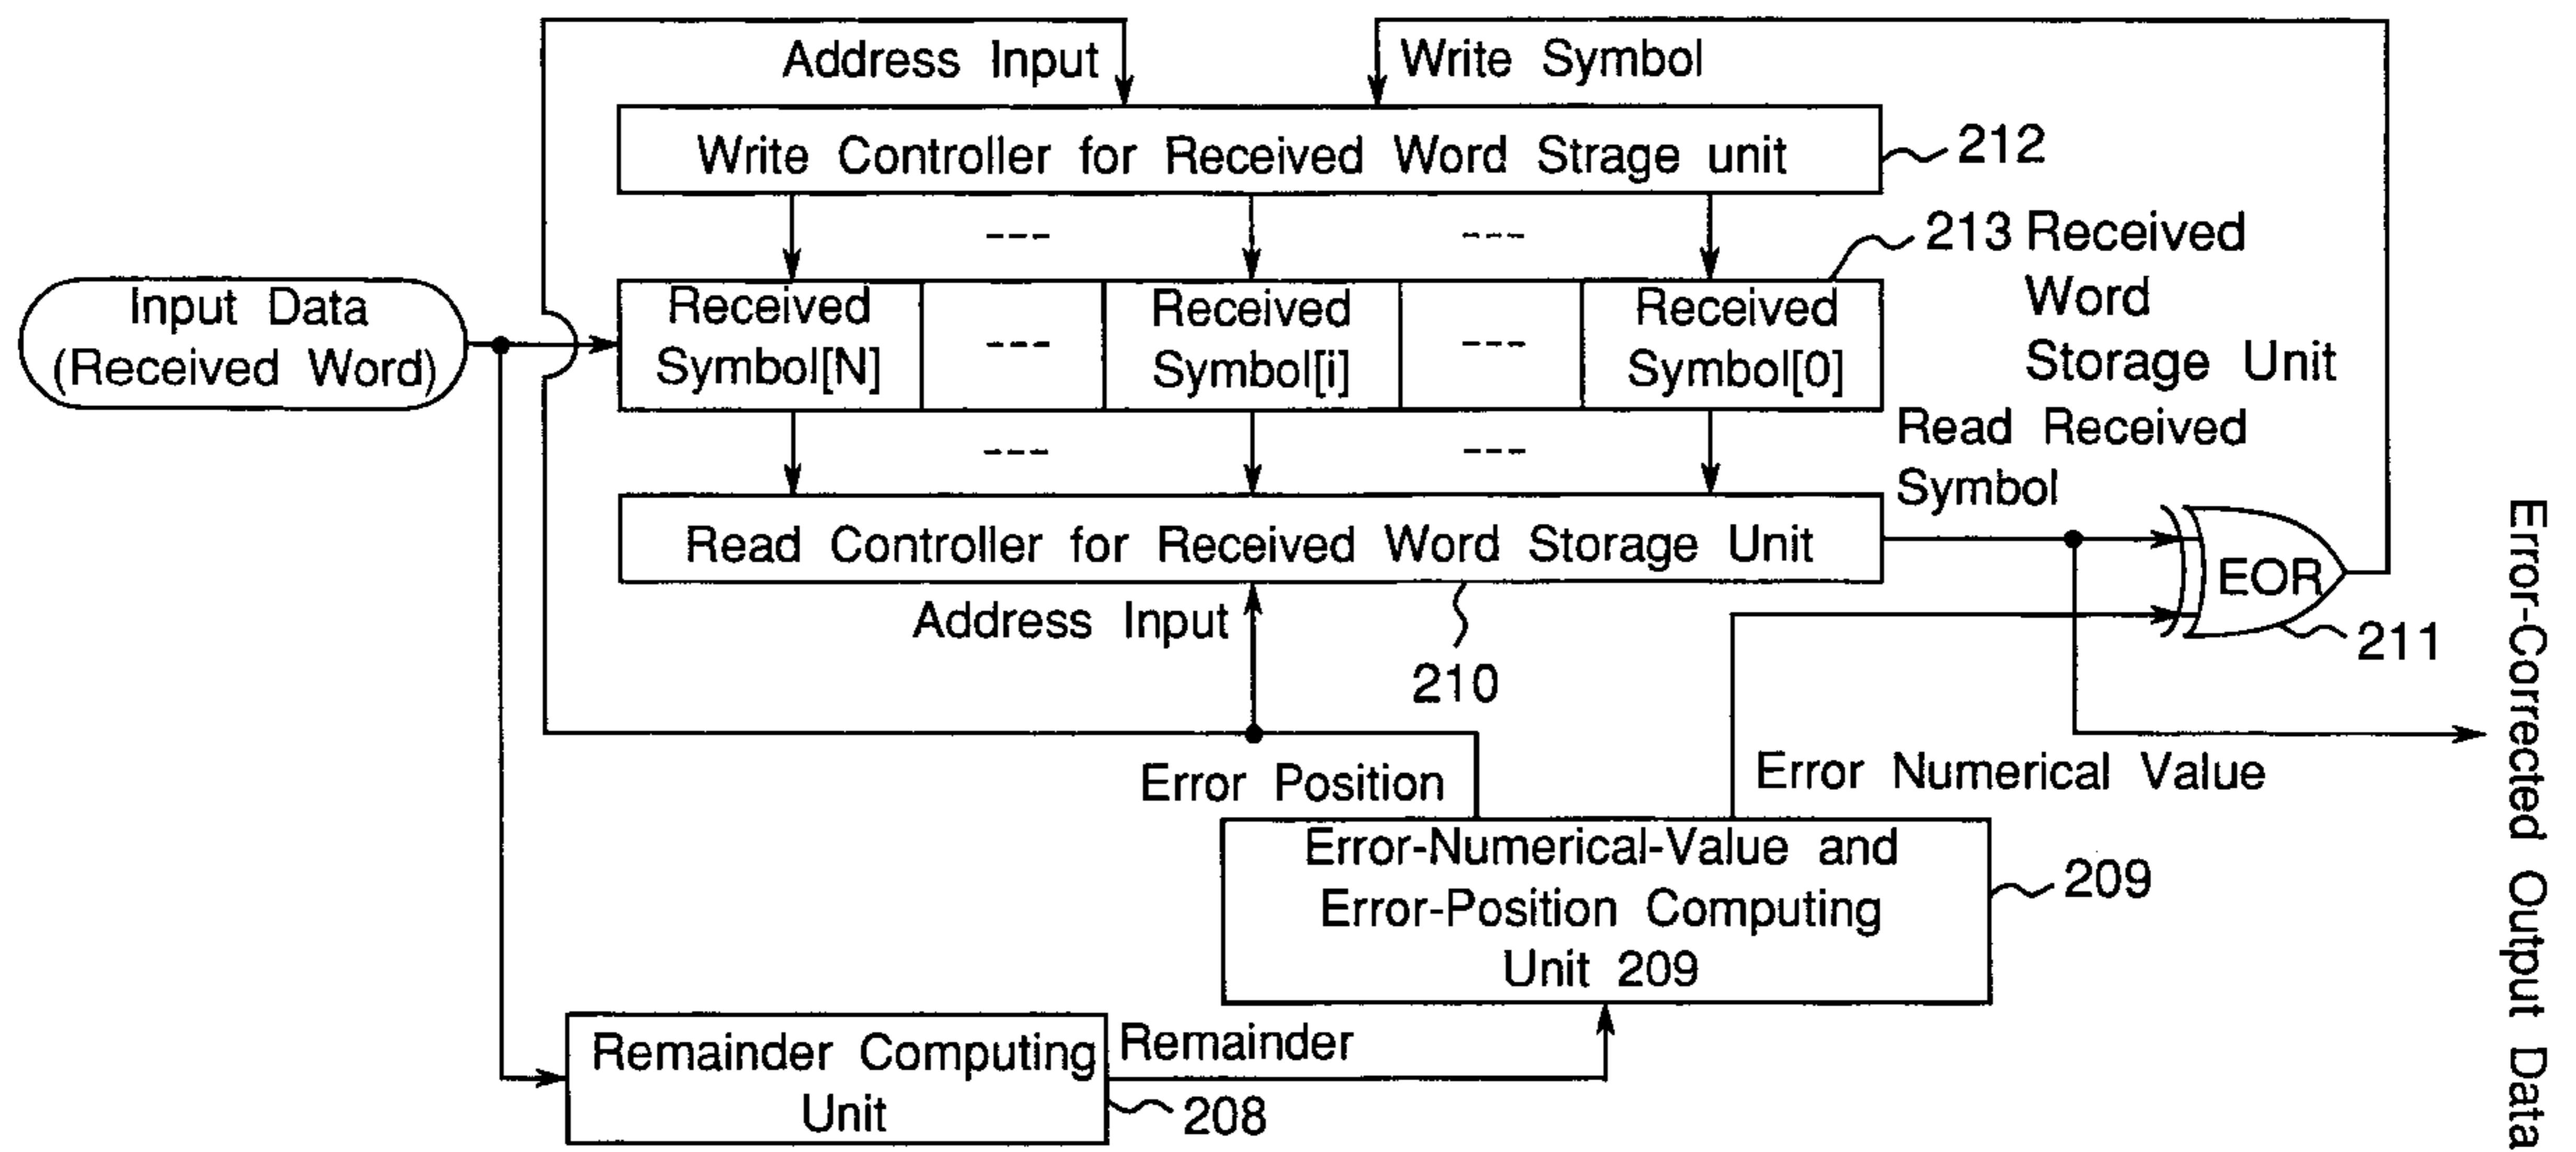 Address Input
Write Symbol
Write Controller for Received Word Strage unit
212
213 Received
Word
Storage Unit
Input Data
(Received Word)
Received
Symbol[N]
---
Received
Symbol[i]
---
Received
Symbol[0]
---
---
---
---
Read Received
Symbol
Read Controller for Received Word Storage Unit
EOR
211
Address Input
210
Error Position
Error Numerical Value
Error-Numerical-Value and
Error-Position Computing
Unit 209
209
Remainder Computing
Unit
208
Remainder
Error-Corrected Output Data